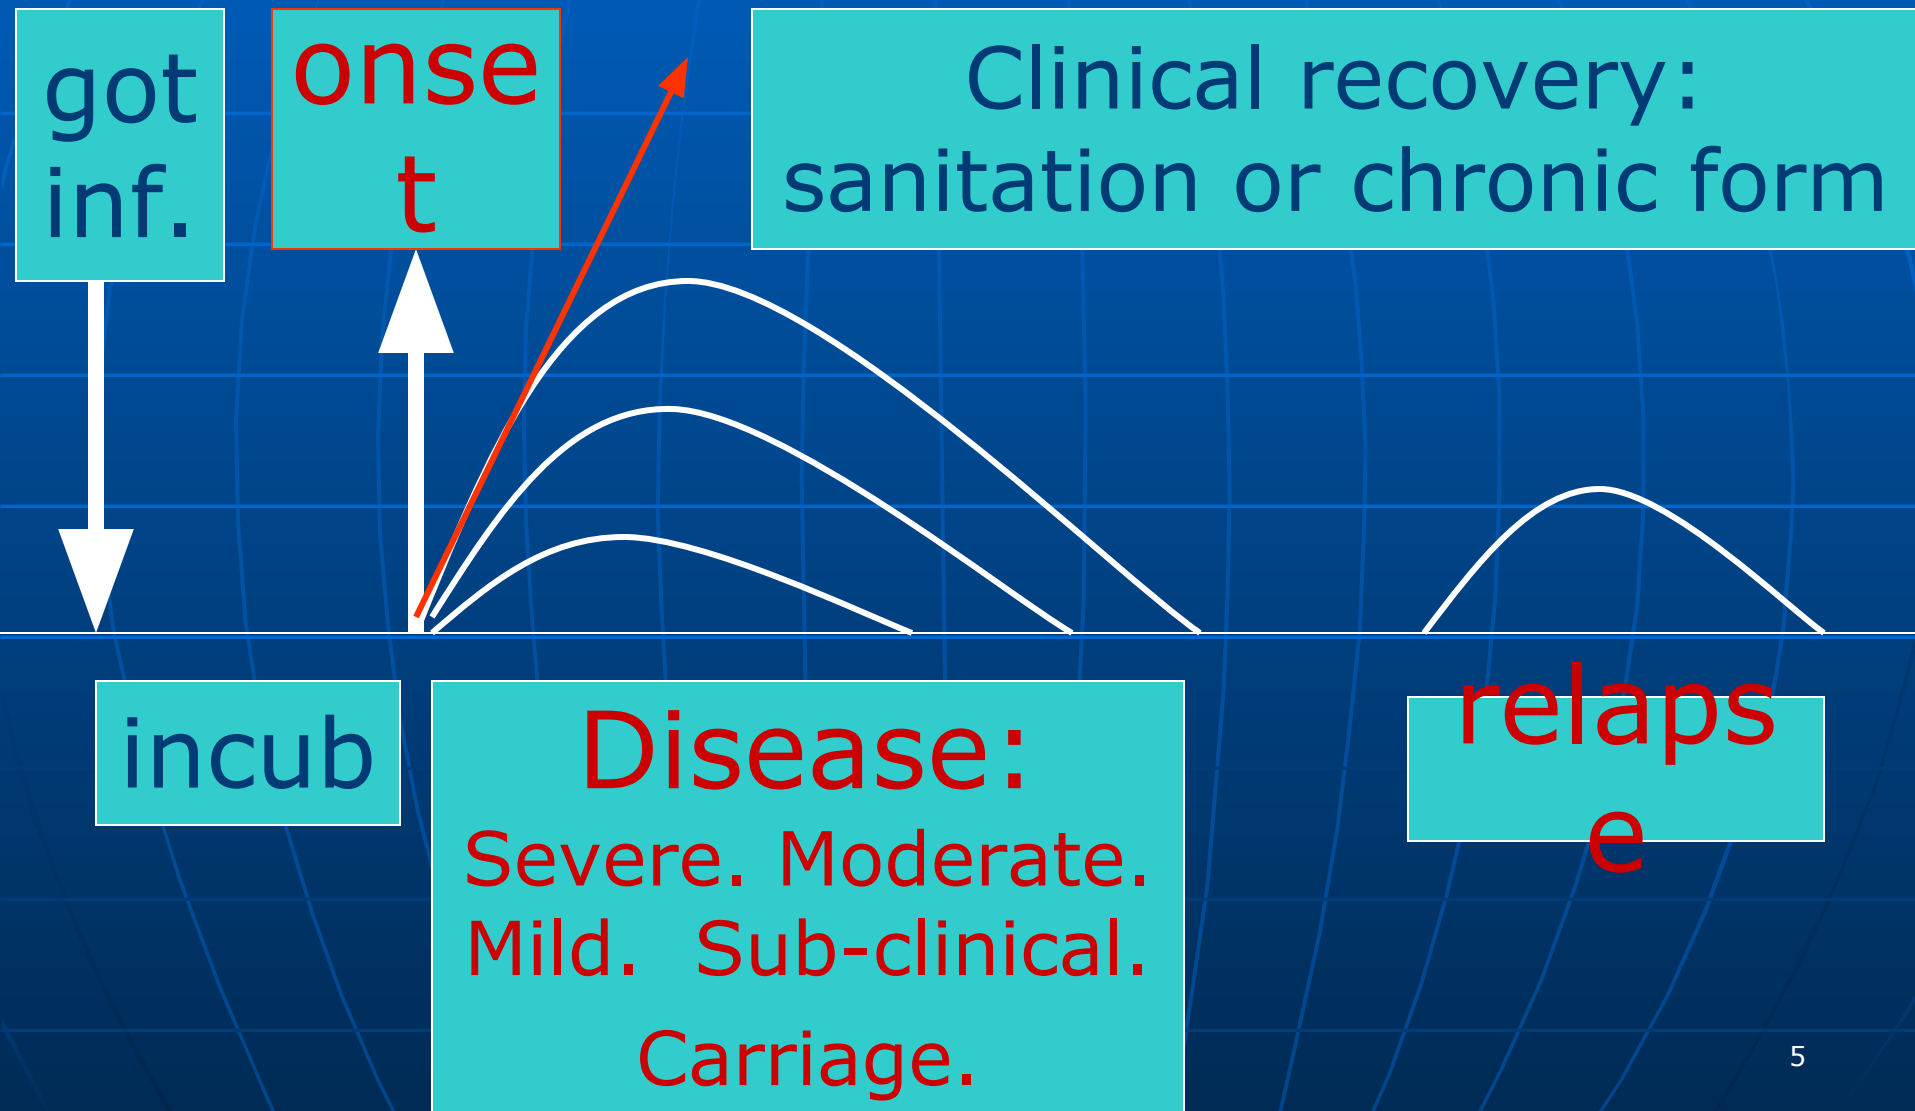 got
inf.
onse
t
Clinical recovery:
sanitation or chronic form
incub
Disease:
Severe. Moderate.
Mild.  Sub-clinical.
Carriage.
relaps
e
5